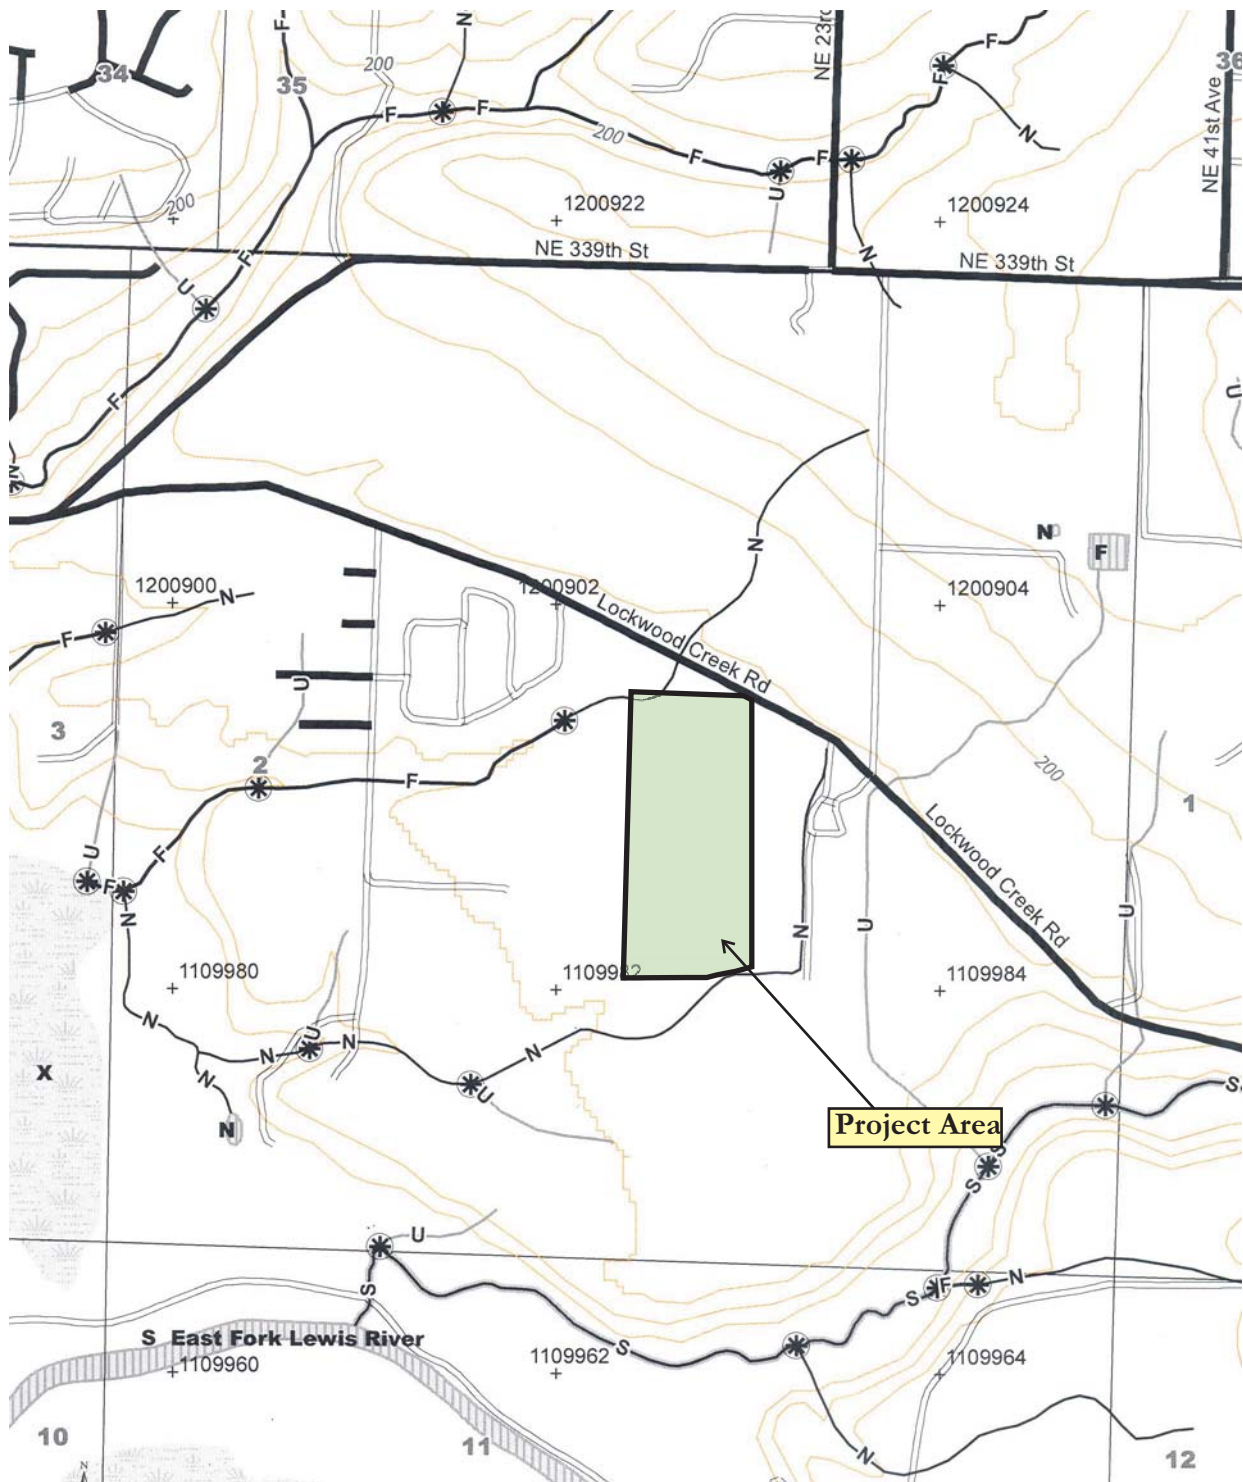 F
N
NE 23rd
34
35
200
36
F
F
F
F
F
NE 41st Ave
200
N
F
F
U
200
1200922
1200924
NE 339th St
NE 339th St
F
N
U
F
U
N
N
N
F
1200900
N
1200902
1200904
Lockwood Creek Rd
F
U
3
2
F
200
1
Lockwood Creek Rd
U
F
F
N
U
N
U
1109980
1109982
1109984
N
U
N
N
N
X
N
U
S
N
Project Area
S
S
U
S
S
F
N
S East Fork Lewis River
S
1109960
1109962
1109964
10
11
N
12
N